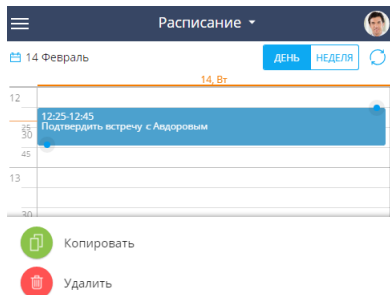 Расписание
14 Февраль
ДЕНЬ НЕДЕЛЯ
14, Вт
12
12:25-12:45
Подтвердить встречу с Авдоровым
25
30
45
13
30
Копировать
Удалить